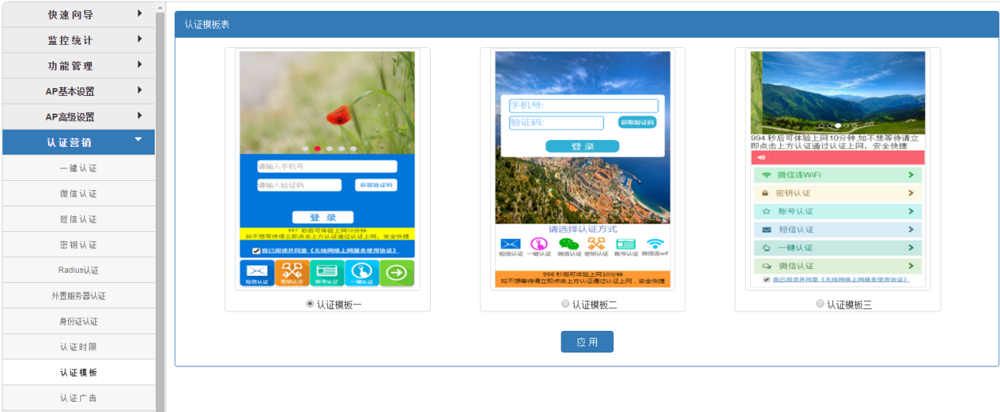 快速向导
监控统计
功能管理
AP基本设置
AP高级设置
认证营销
一键认证
微信认证
短信认证
密钥认证
Radius认证
外置服务器认证
身份证认证
认证时限
认证模板
认证广告
认证模板表
请输入手机号
请输入验证码
获取验证码
登录
997 秒后可体验上网10分钟
如不想等待请立即点击上方认证通过认证上网，安全快捷
我已阅读并同意《无线网络上网服务使用协议》
短信认证 密钥认证 账号认证 一键认证
认证模板一
手机号:
验证码:
获取验证码
登录
请选择认证方式
短信认证 一键认证 微信认证 密钥认证 账号认证 微信连wif
998 秒后可体验上网10分钟
如不想等待请立即点击上方认证通过认证上网，安全快捷
认证模板二
994 秒后可体验上网10分钟,如不想等待请立
即点击上方认证通过认证上网，安全快捷
微信连WiFi
密钥认证
账号认证
短信认证
一键认证
微信认证
我已阅读并同意《无线网络上网服务使用协议》
认证模板三
应用